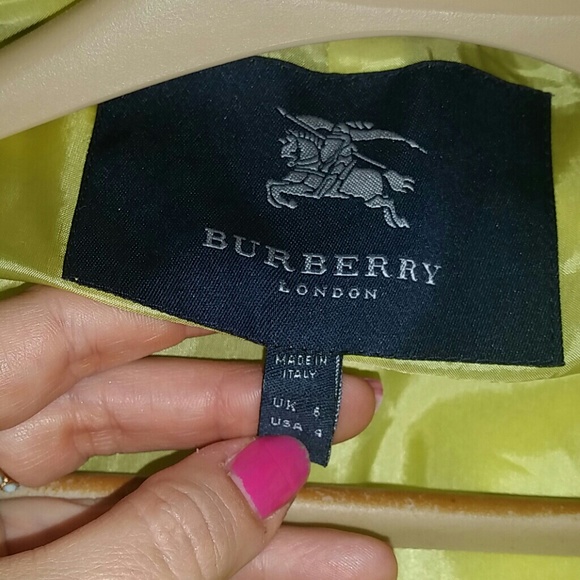 BURBERRY
LONDON
MADE IN
ITALY
UK 6
USA 4